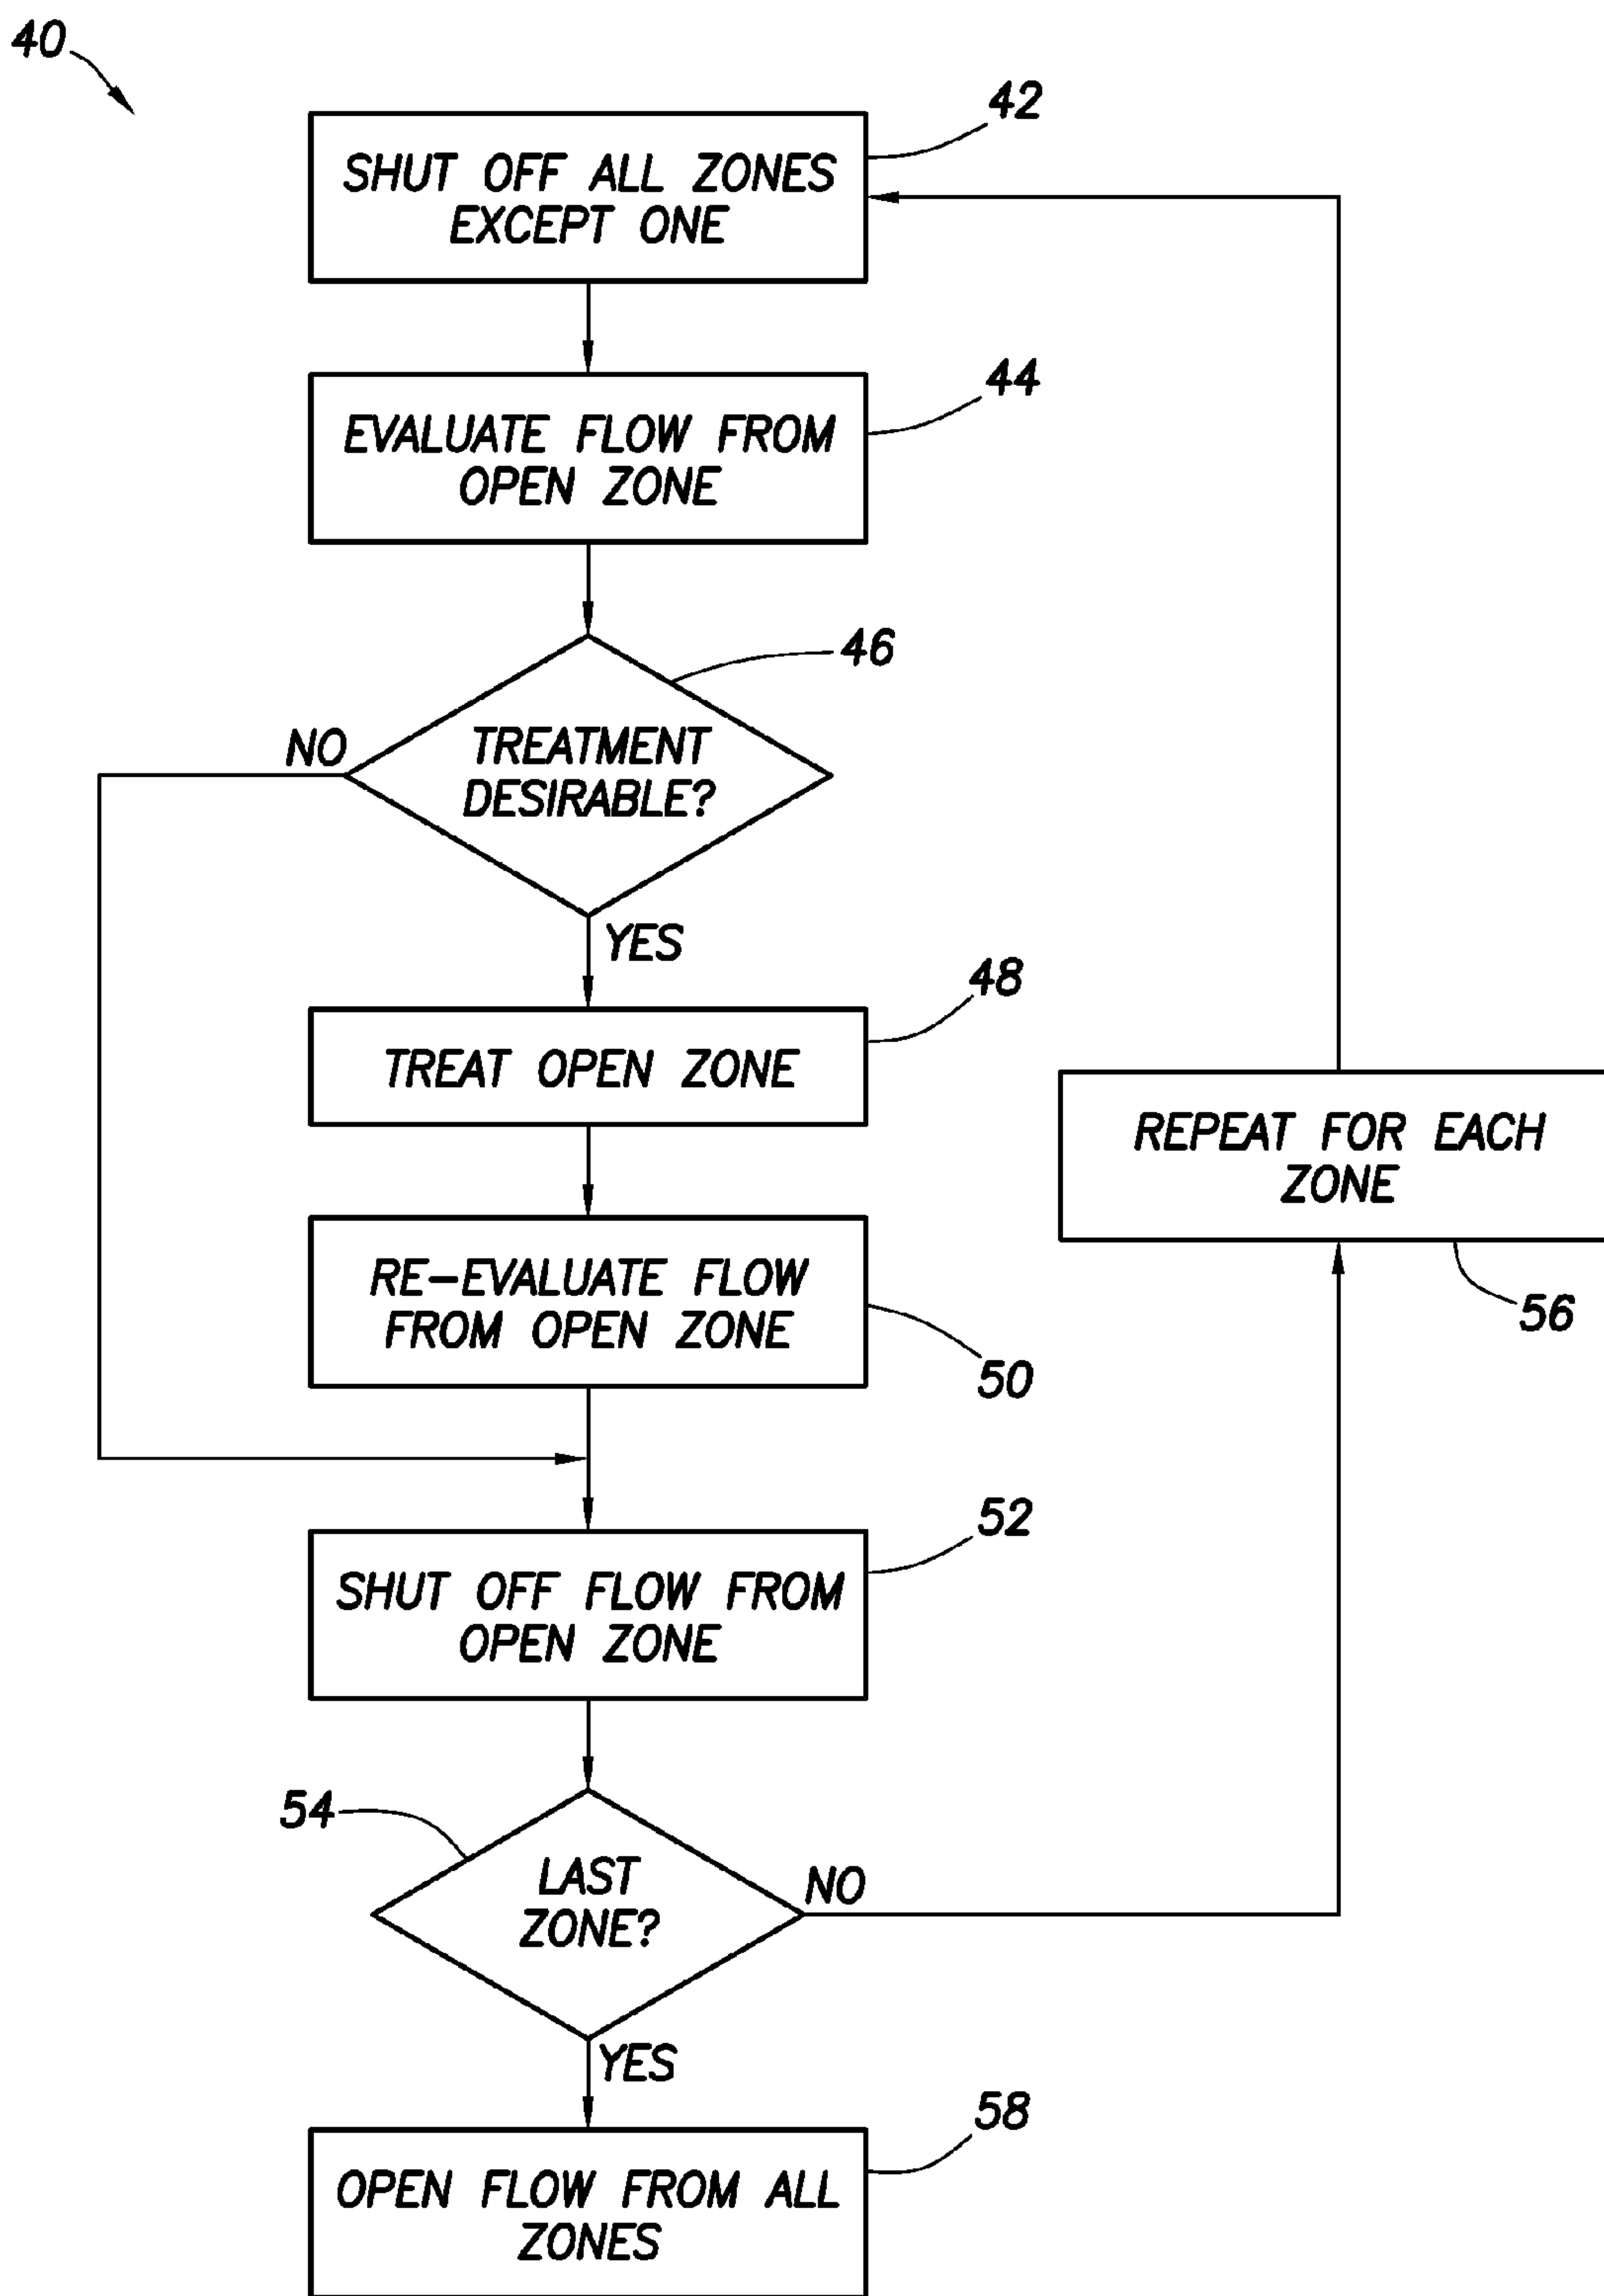 40
42
SHUT OFF ALL ZONES
EXCEPT ONE
44
EVALUATE FLOW FROM
OPEN ZONE
46
NO
TREATMENT
DESIRABLE?
YES
48
TREAT OPEN ZONE
REPEAT FOR EACH
ZONE
56
RE-EVALUATE FLOW
FROM OPEN ZONE
50
52
SHUT OFF FLOW FROM
OPEN ZONE
54
LAST
ZONE?
NO
YES
58
OPEN FLOW FROM ALL
ZONES